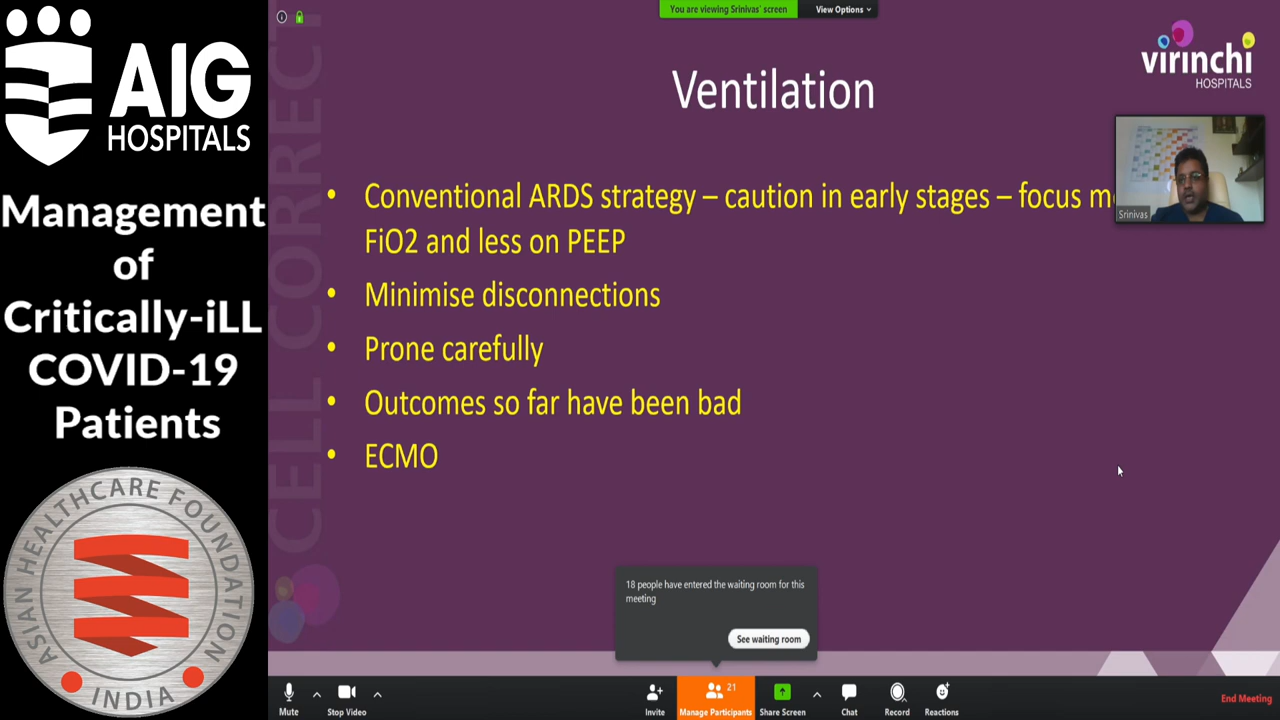 AIG
HOSPITALS
Management
of
Critically-iLL
COVID-19
Patients
ASIAN HEALTHCARE FOUNDATION
INDIA
You are viewing Srinivas' screen
View Options
virinchi
HOSPITALS
CELL CORRECT
Ventilation
Srinivas
• Conventional ARDS strategy – caution in early stages – focus
FiO2 and less on PEEP
• Minimise disconnections
• Prone carefully
• Outcomes so far have been bad
• ECMO
18 people have entered the waiting room for this
meeting
See waiting room
Mute
Stop Video
Invite
21
Manage Participants
Share Screen
Chat
Record
Reactions
End Meeting